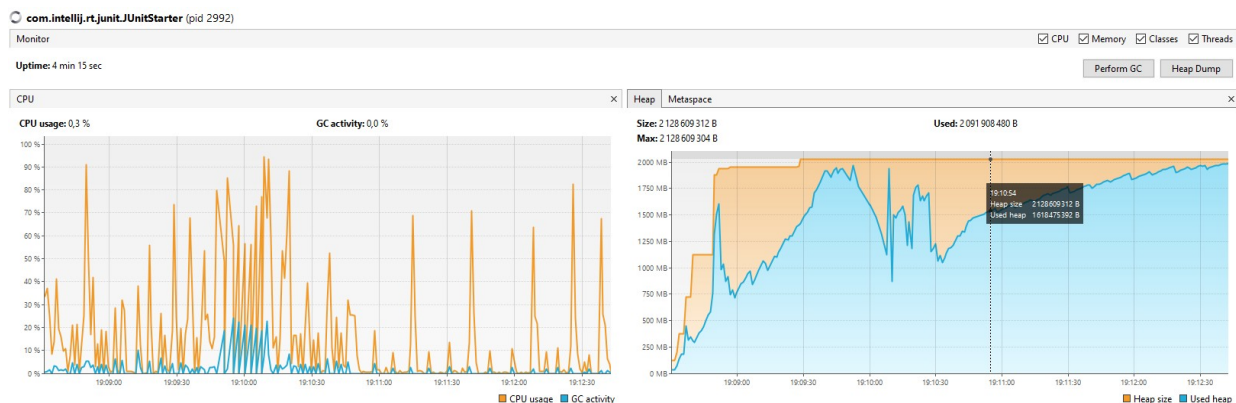 com.intellij.rt.junit.JUnitStarter (pid 2992)
Monitor
CPU Memory Classes Threads
Uptime: 4 min 15 sec
Perform GC Heap Dump
CPU ×
CPU usage: 0,3 % GC activity: 0,0 %
100 %
90 %
80 %
70 %
60 %
50 %
40 %
30 %
20 %
10 %
0 %
19:09:00 19:09:30 19:10:00 19:10:30 19:11:00 19:11:30 19:12:00 19:12:30
CPU usage GC activity
Heap Metaspace ×
Size: 2 128 609 312 B Used: 2 091 908 480 B
Max: 2 128 609 304 B
2000 MB
1750 MB
1500 MB
1250 MB
1000 MB
750 MB
500 MB
250 MB
0 MB
19:10:54
Heap size 2128609312 B
Used heap 1618475392 B
19:09:00 19:09:30 19:10:00 19:10:30 19:11:00 19:11:30 19:12:00 19:12:30
Heap size Used heap